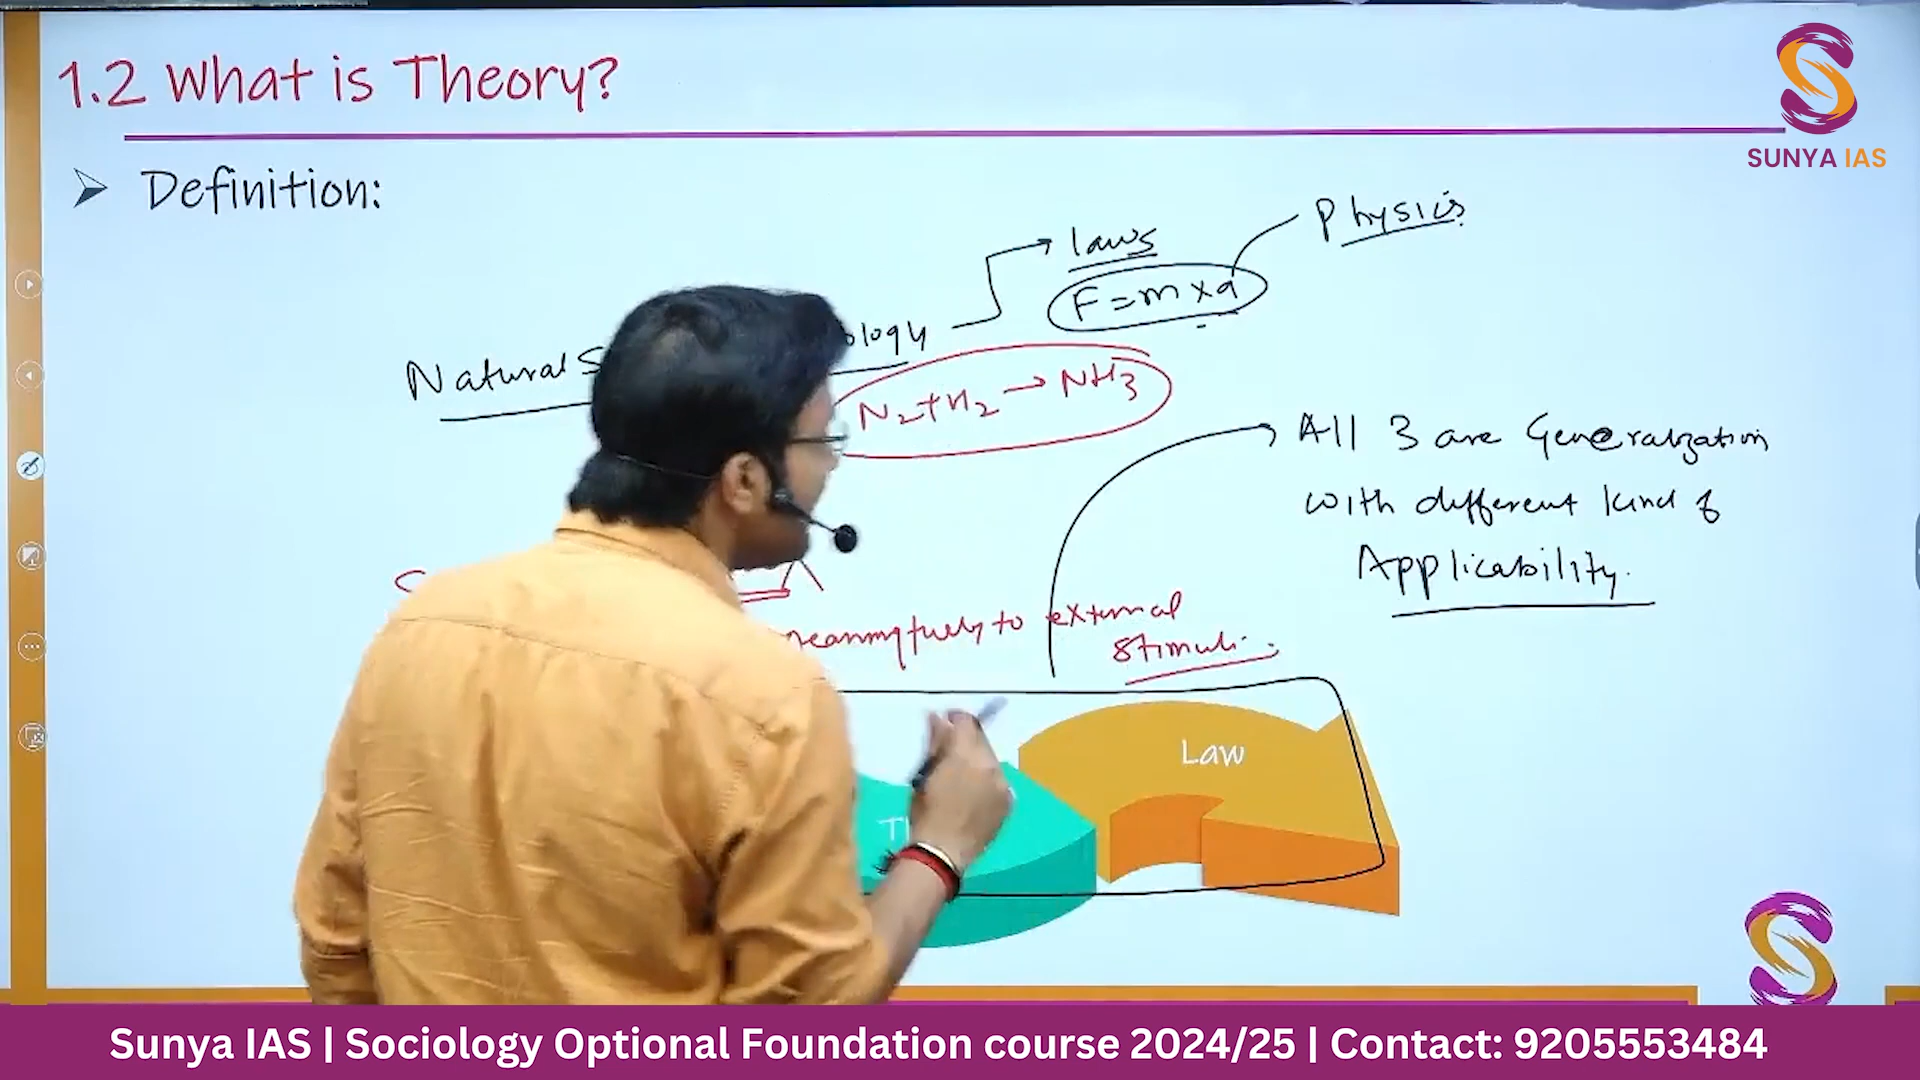 1.2 What is Theory?
SUNYA IAS
Definition:
Physics
laws
F = m x a
Natural S
ology
N2+H2 → NH3
All 3 are Generalization
with different kind of
Applicability.
meaningfully to external
stimuli
Law
Sunya IAS | Sociology Optional Foundation course 2024/25 | Contact: 9205553484